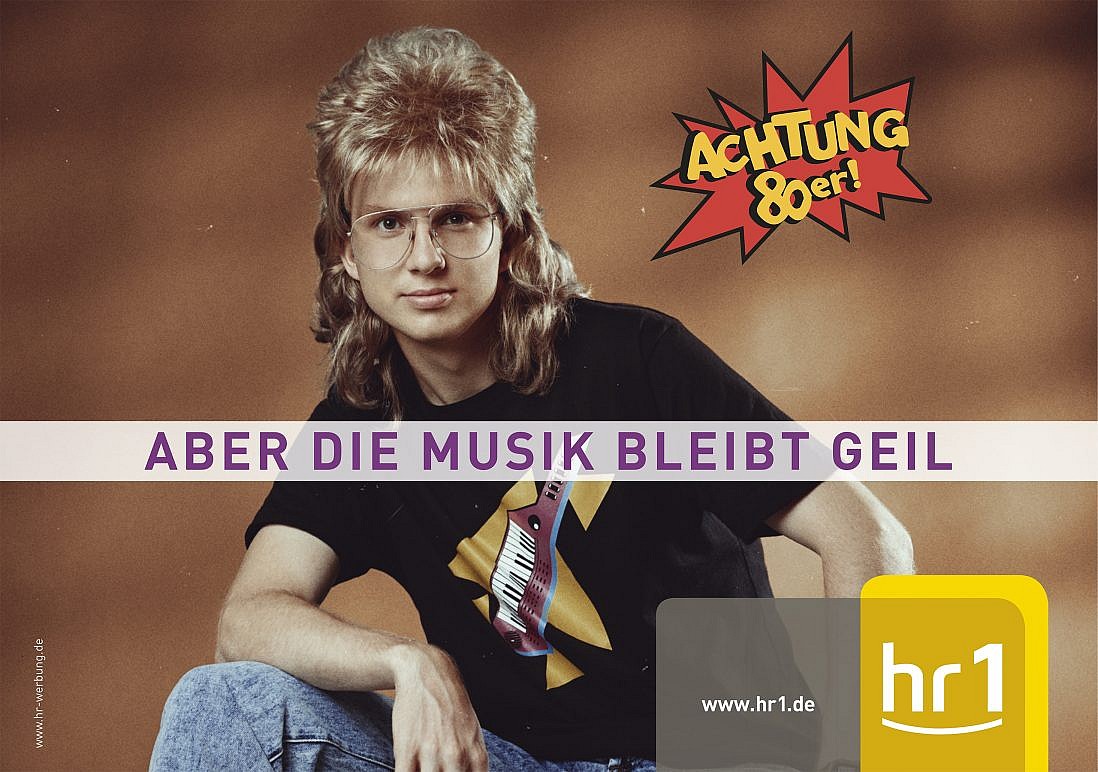 ACHTUNG
80er!
ABER DIE MUSIK BLEIBT GEIL
www.hr-werbung.de
www.hr1.de
hr1